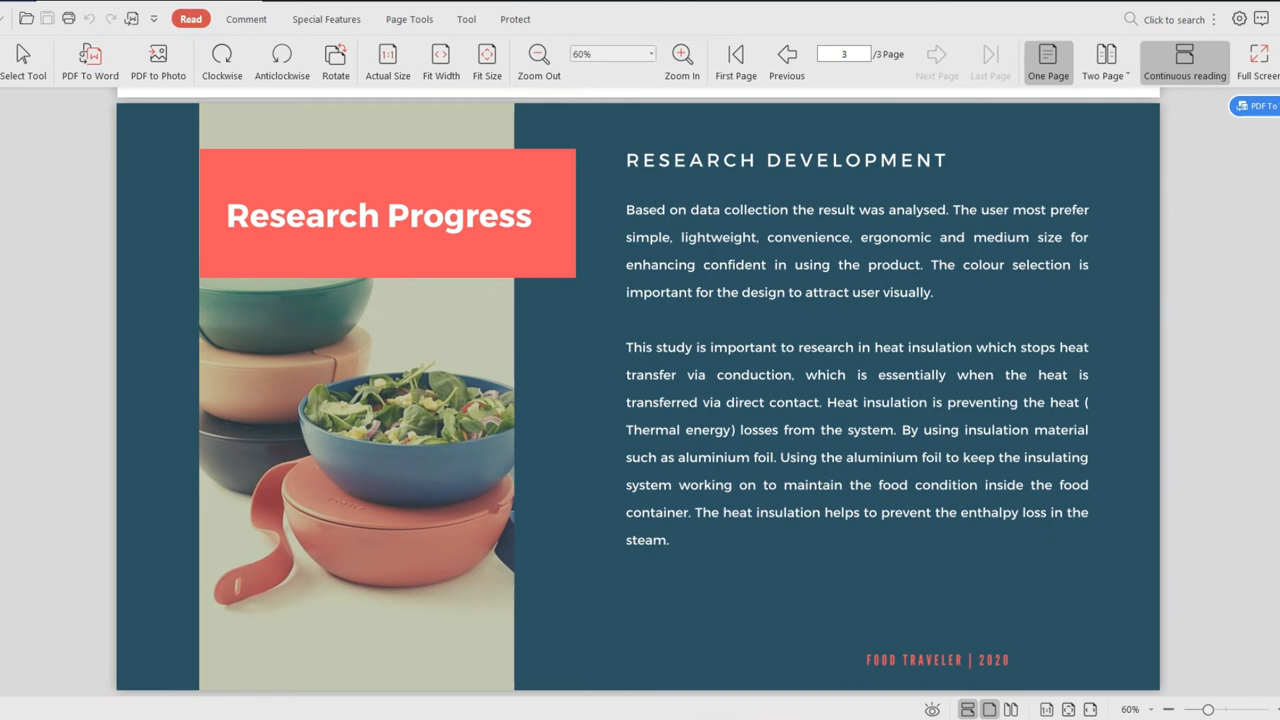 Read
Comment
Special Features
Page Tools
Tool
Protect
Click to search
Select Tool
PDF To Word
PDF to Photo
Clockwise
Anticlockwise
Rotate
Actual Size
Fit Width
Fit Size
Zoom Out
60%
Zoom In
First Page
Previous
3 /3 Page
Next Page
Last Page
One Page
Two Page
Continuous reading
Full Screen
PDF To
Research Progress
RESEARCH DEVELOPMENT
Based on data collection the result was analysed. The user most prefer
simple, lightweight, convenience, ergonomic and medium size for
enhancing confident in using the product. The colour selection is
important for the design to attract user visually.
This study is important to research in heat insulation which stops heat
transfer via conduction, which is essentially when the heat is
transferred via direct contact. Heat insulation is preventing the heat (
Thermal energy) losses from the system. By using insulation material
such as aluminium foil. Using the aluminium foil to keep the insulating
system working on to maintain the food condition inside the food
container. The heat insulation helps to prevent the enthalpy loss in the
steam.
FOOD TRAVELER | 2020
60%